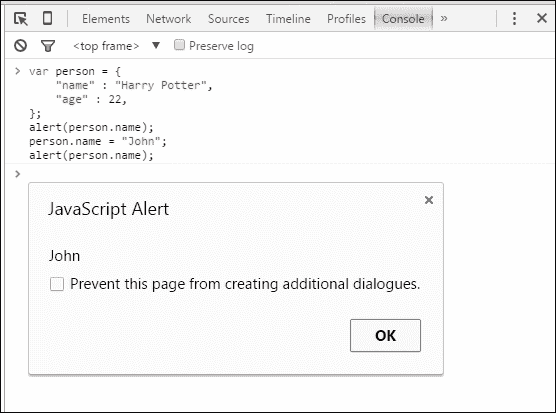 Elements Network Sources Timeline Profiles Console »
<top frame> ▼ Preserve log
> var person = {
    "name" : "Harry Potter",
    "age" : 22,
};
alert(person.name);
person.name = "John";
alert(person.name);
>
JavaScript Alert ×
John
Prevent this page from creating additional dialogues.
OK